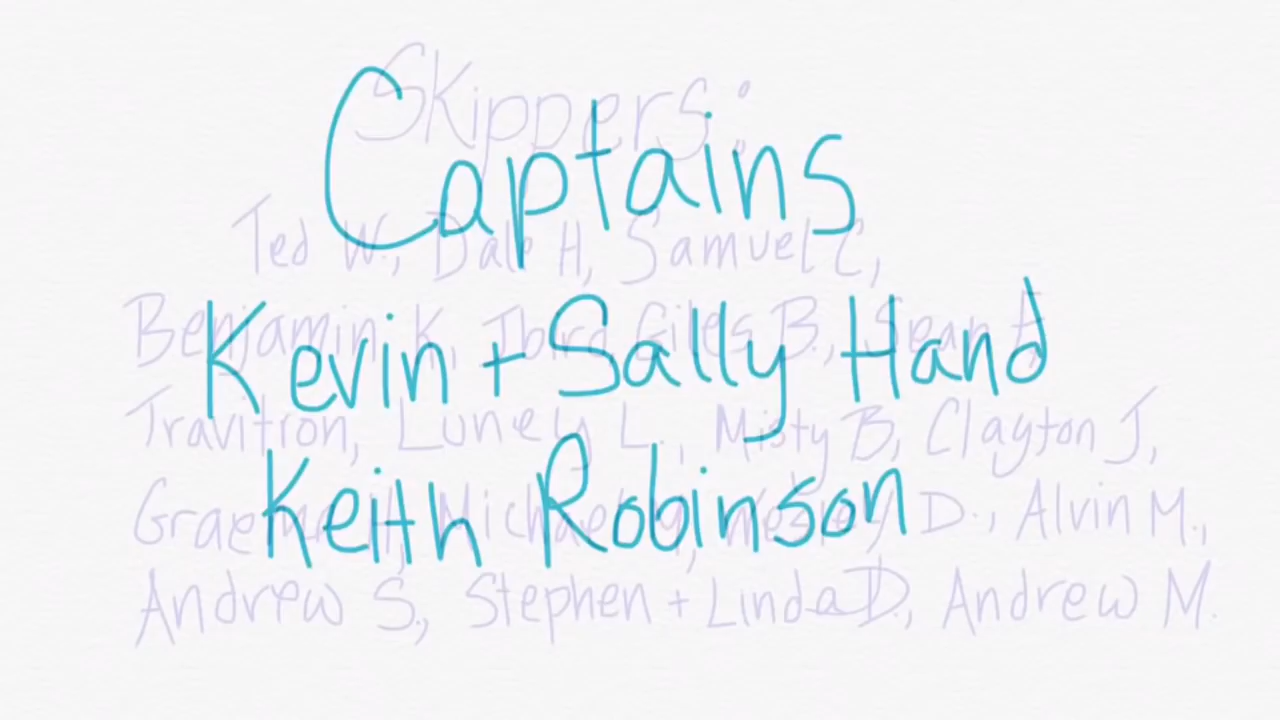 Captains
Kevin + Sally Hand
Keith Robinson
Skippers:
Ted W., Dale H, Samuel C,
Benjamin K, Giles B., Sean
Travitron, Luney L., Misty B, Clayton J,
D., Alvin M.,
Andrew S., Stephen + Linda D., Andrew M.